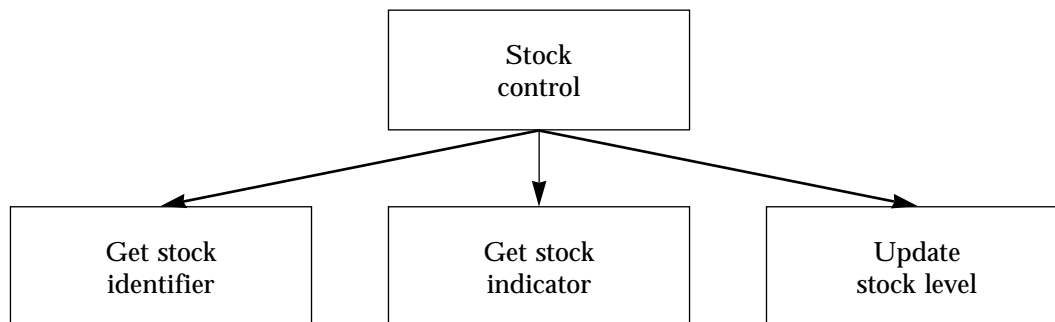 Stock
control
Get stock
identifier
Get stock
indicator
Update
stock level